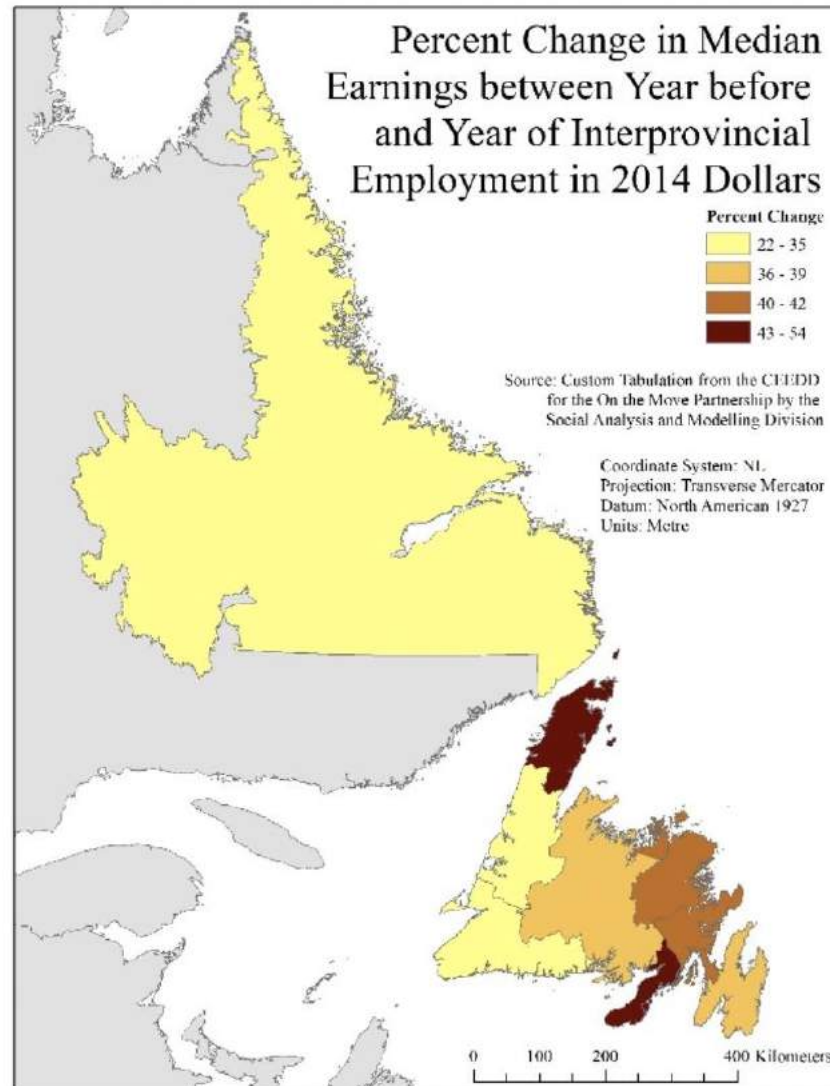 Percent Change in Median
Earnings between Year before
and Year of Interprovincial
Employment in 2014 Dollars
Percent Change
22 - 35
36 - 39
40 - 42
43 - 54
Source: Custom Tabulation from the CEEDD
for the On the Move Partnership by the
Social Analysis and Modelling Division
Coordinate System: NL
Projection: Transverse Mercator
Datum: North American 1927
Units: Metre
0 100 200 400 Kilometers